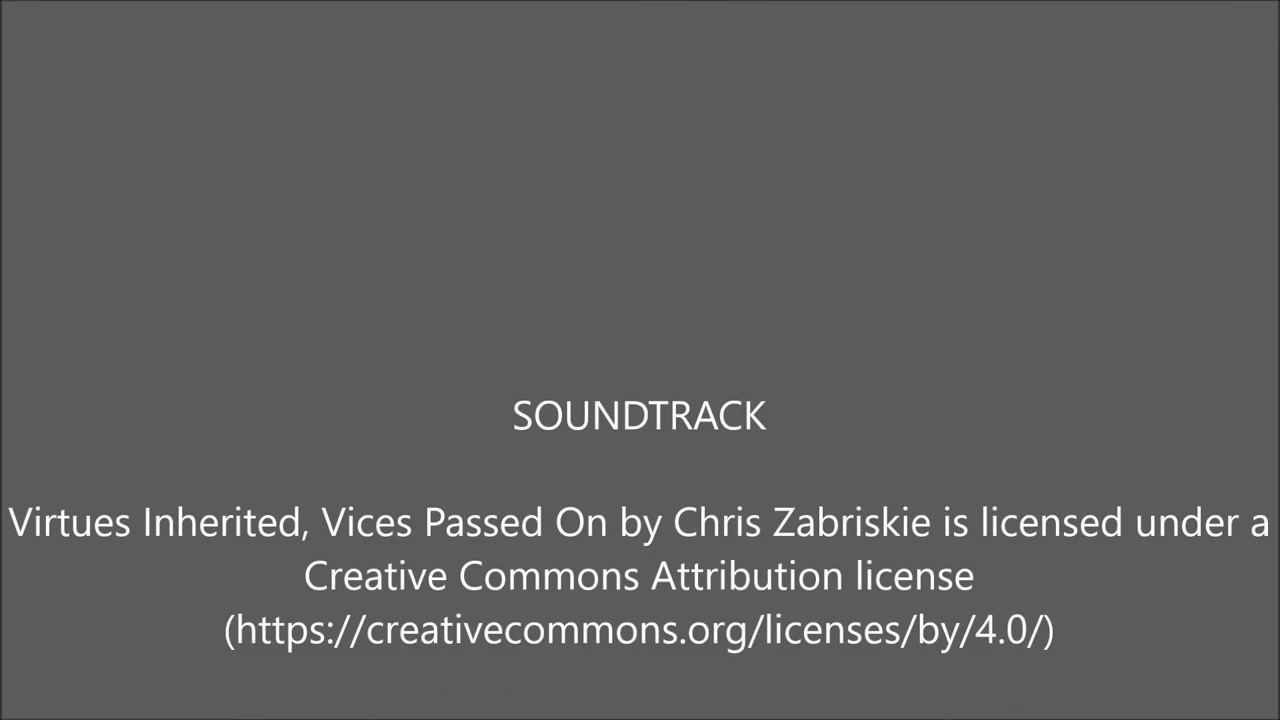 SOUNDTRACK
Virtues Inherited, Vices Passed On by Chris Zabriskie is licensed under a
Creative Commons Attribution license
(https://creativecommons.org/licenses/by/4.0/)